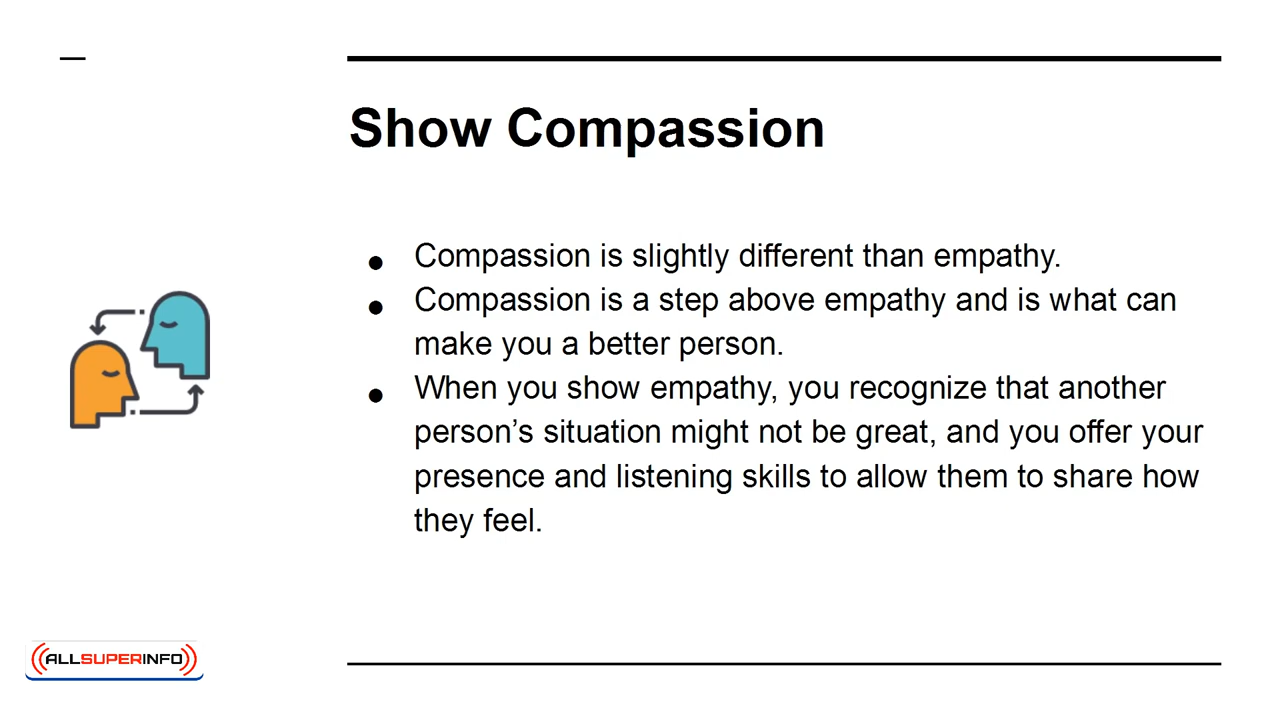 Show Compassion
● Compassion is slightly different than empathy.
● Compassion is a step above empathy and is what can
make you a better person.
● When you show empathy, you recognize that another
person’s situation might not be great, and you offer your
presence and listening skills to allow them to share how
they feel.
ALLSUPERINFO